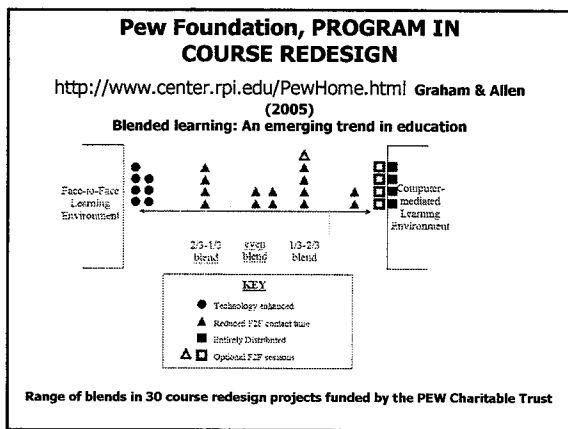 Pew Foundation, PROGRAM IN
COURSE REDESIGN
http://www.center.rpi.edu/PewHome.html Graham & Allen
(2005)
Blended learning: An emerging trend in education
Face-to-Face
Learning
Environment
Computer-
mediated
Learning
Environment
2/3-1/3
blend
even
blend
1/3-2/3
blend
KEY
Technology enhanced
Reduced F2F contact time
Entirely Distributed
Optional F2F sessions
Range of blends in 30 course redesign projects funded by the PEW Charitable Trust